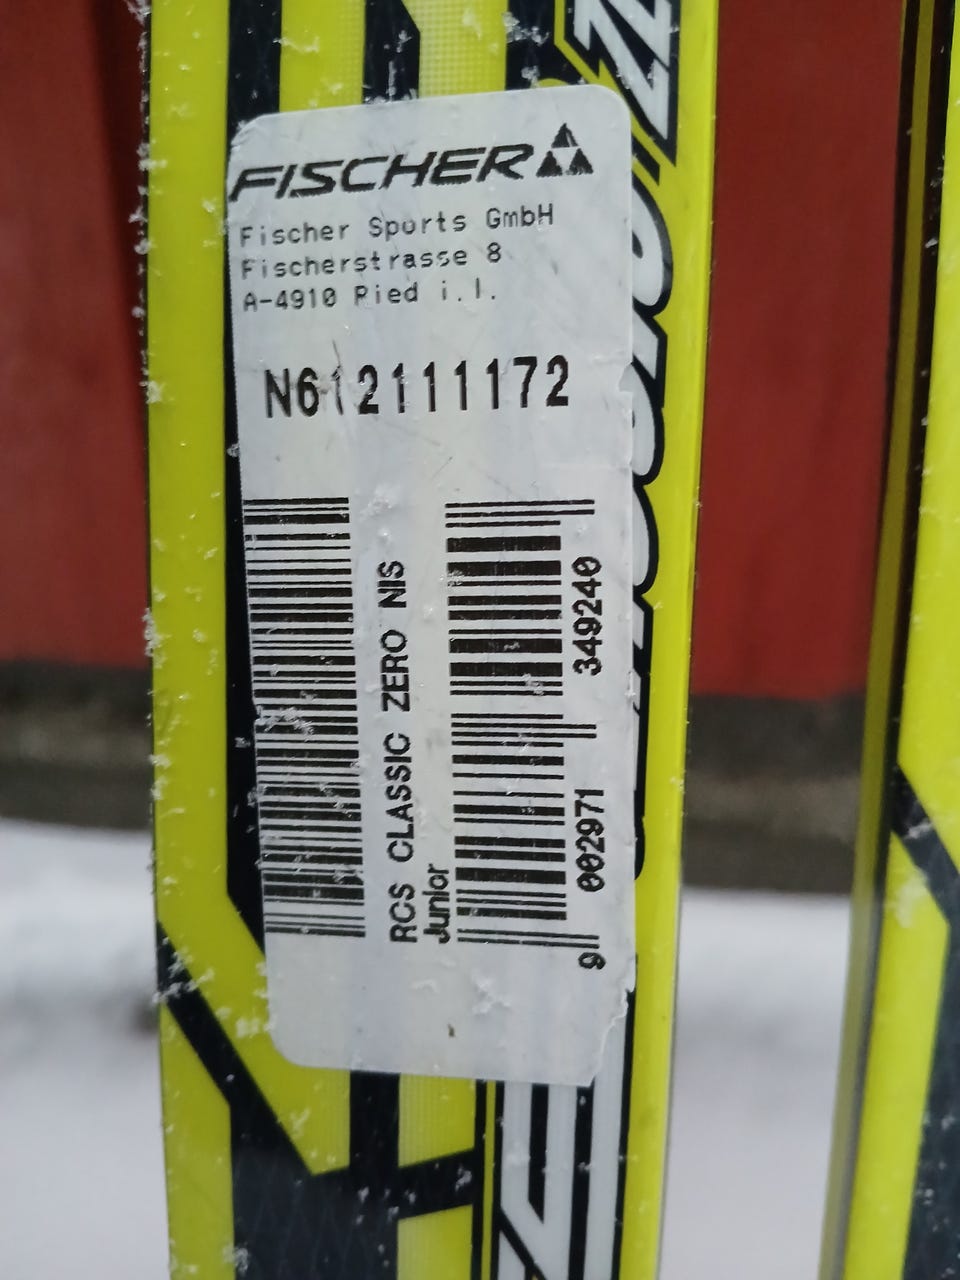 FISCHER
Fischer Sports GmbH
Fischerstrasse 8
A-4910 Ried i.I.
N612111172
RCS CLASSIC ZERO NIS
Junior
9 002971 349240